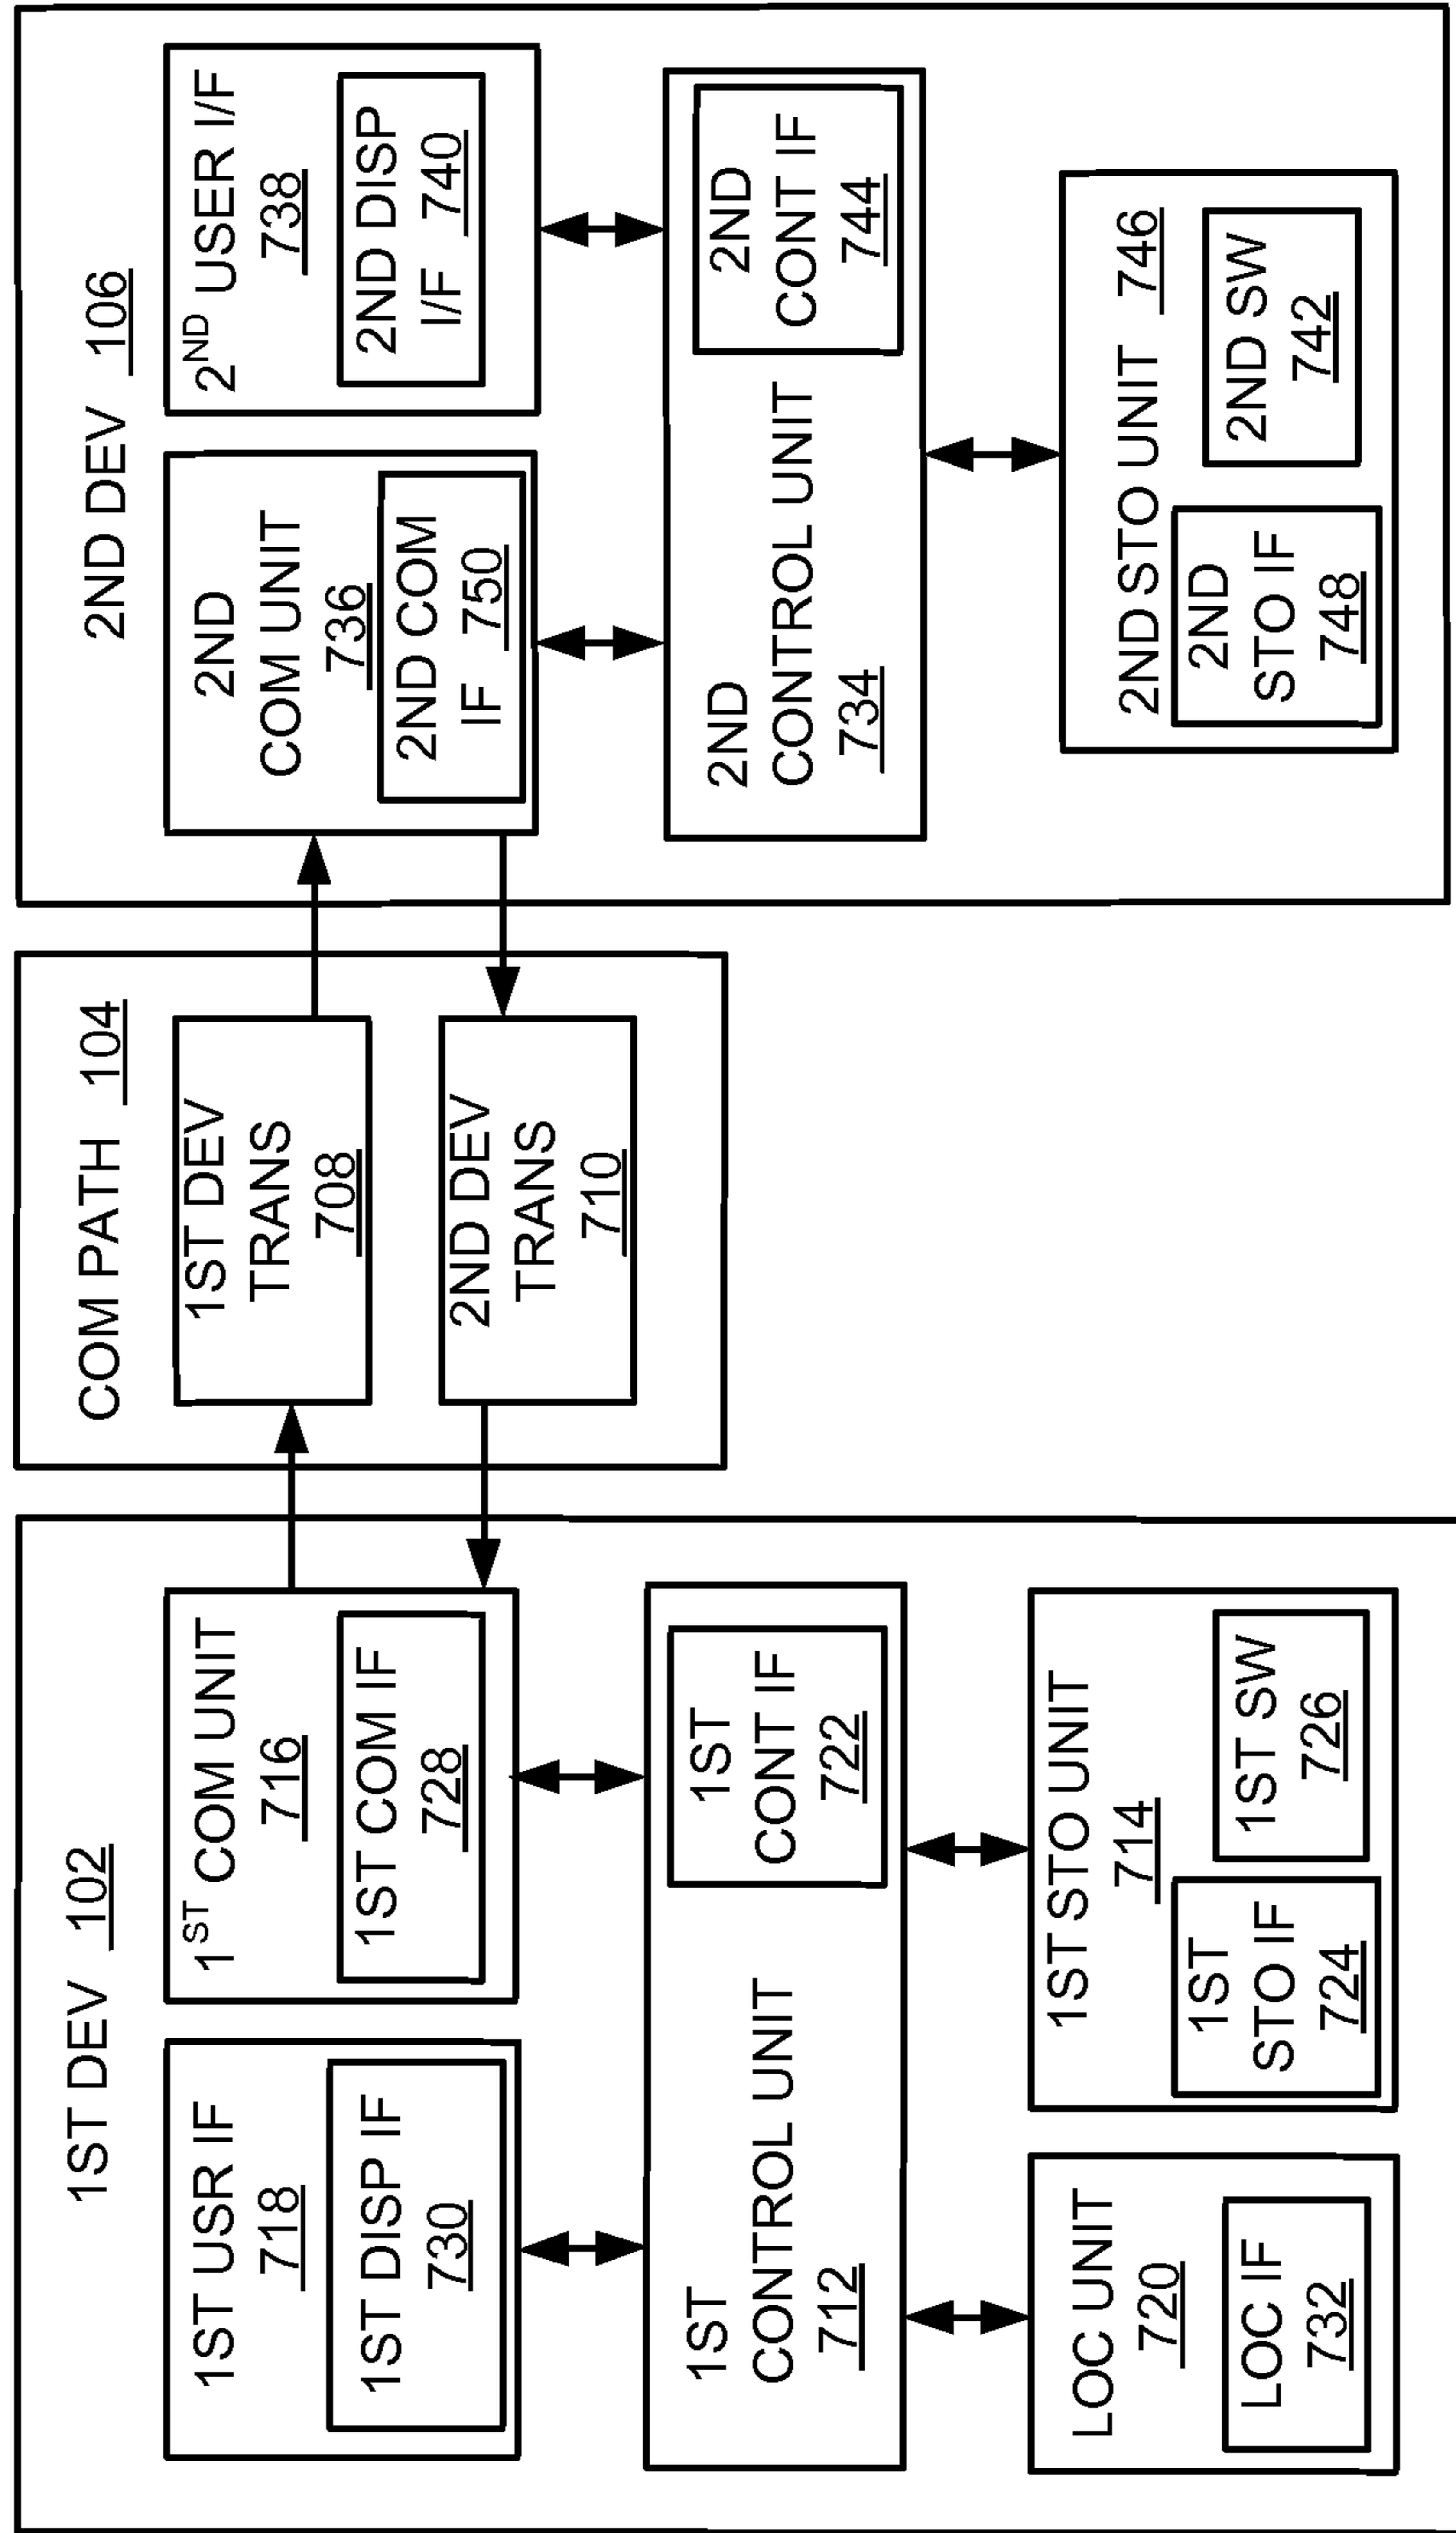 1ST DEV 102
1ST USR IF
718
1ST DISP IF
730
1ST COM UNIT
716
1ST COM IF
728
1ST
CONTROL UNIT
712
1ST
CONT IF
722
LOC UNIT
720
LOC IF
732
1ST STO UNIT
714
1ST
STO IF
724
1ST SW
726
COM PATH 104
1ST DEV
TRANS
708
2ND DEV
TRANS
710
2ND DEV 106
2ND
COM UNIT
736
2ND COM
IF 750
2ND USER I/F
738
2ND DISP
I/F 740
2ND
CONTROL UNIT
734
2ND
CONT IF
744
2ND STO UNIT 746
2ND
STO IF
748
2ND SW
742